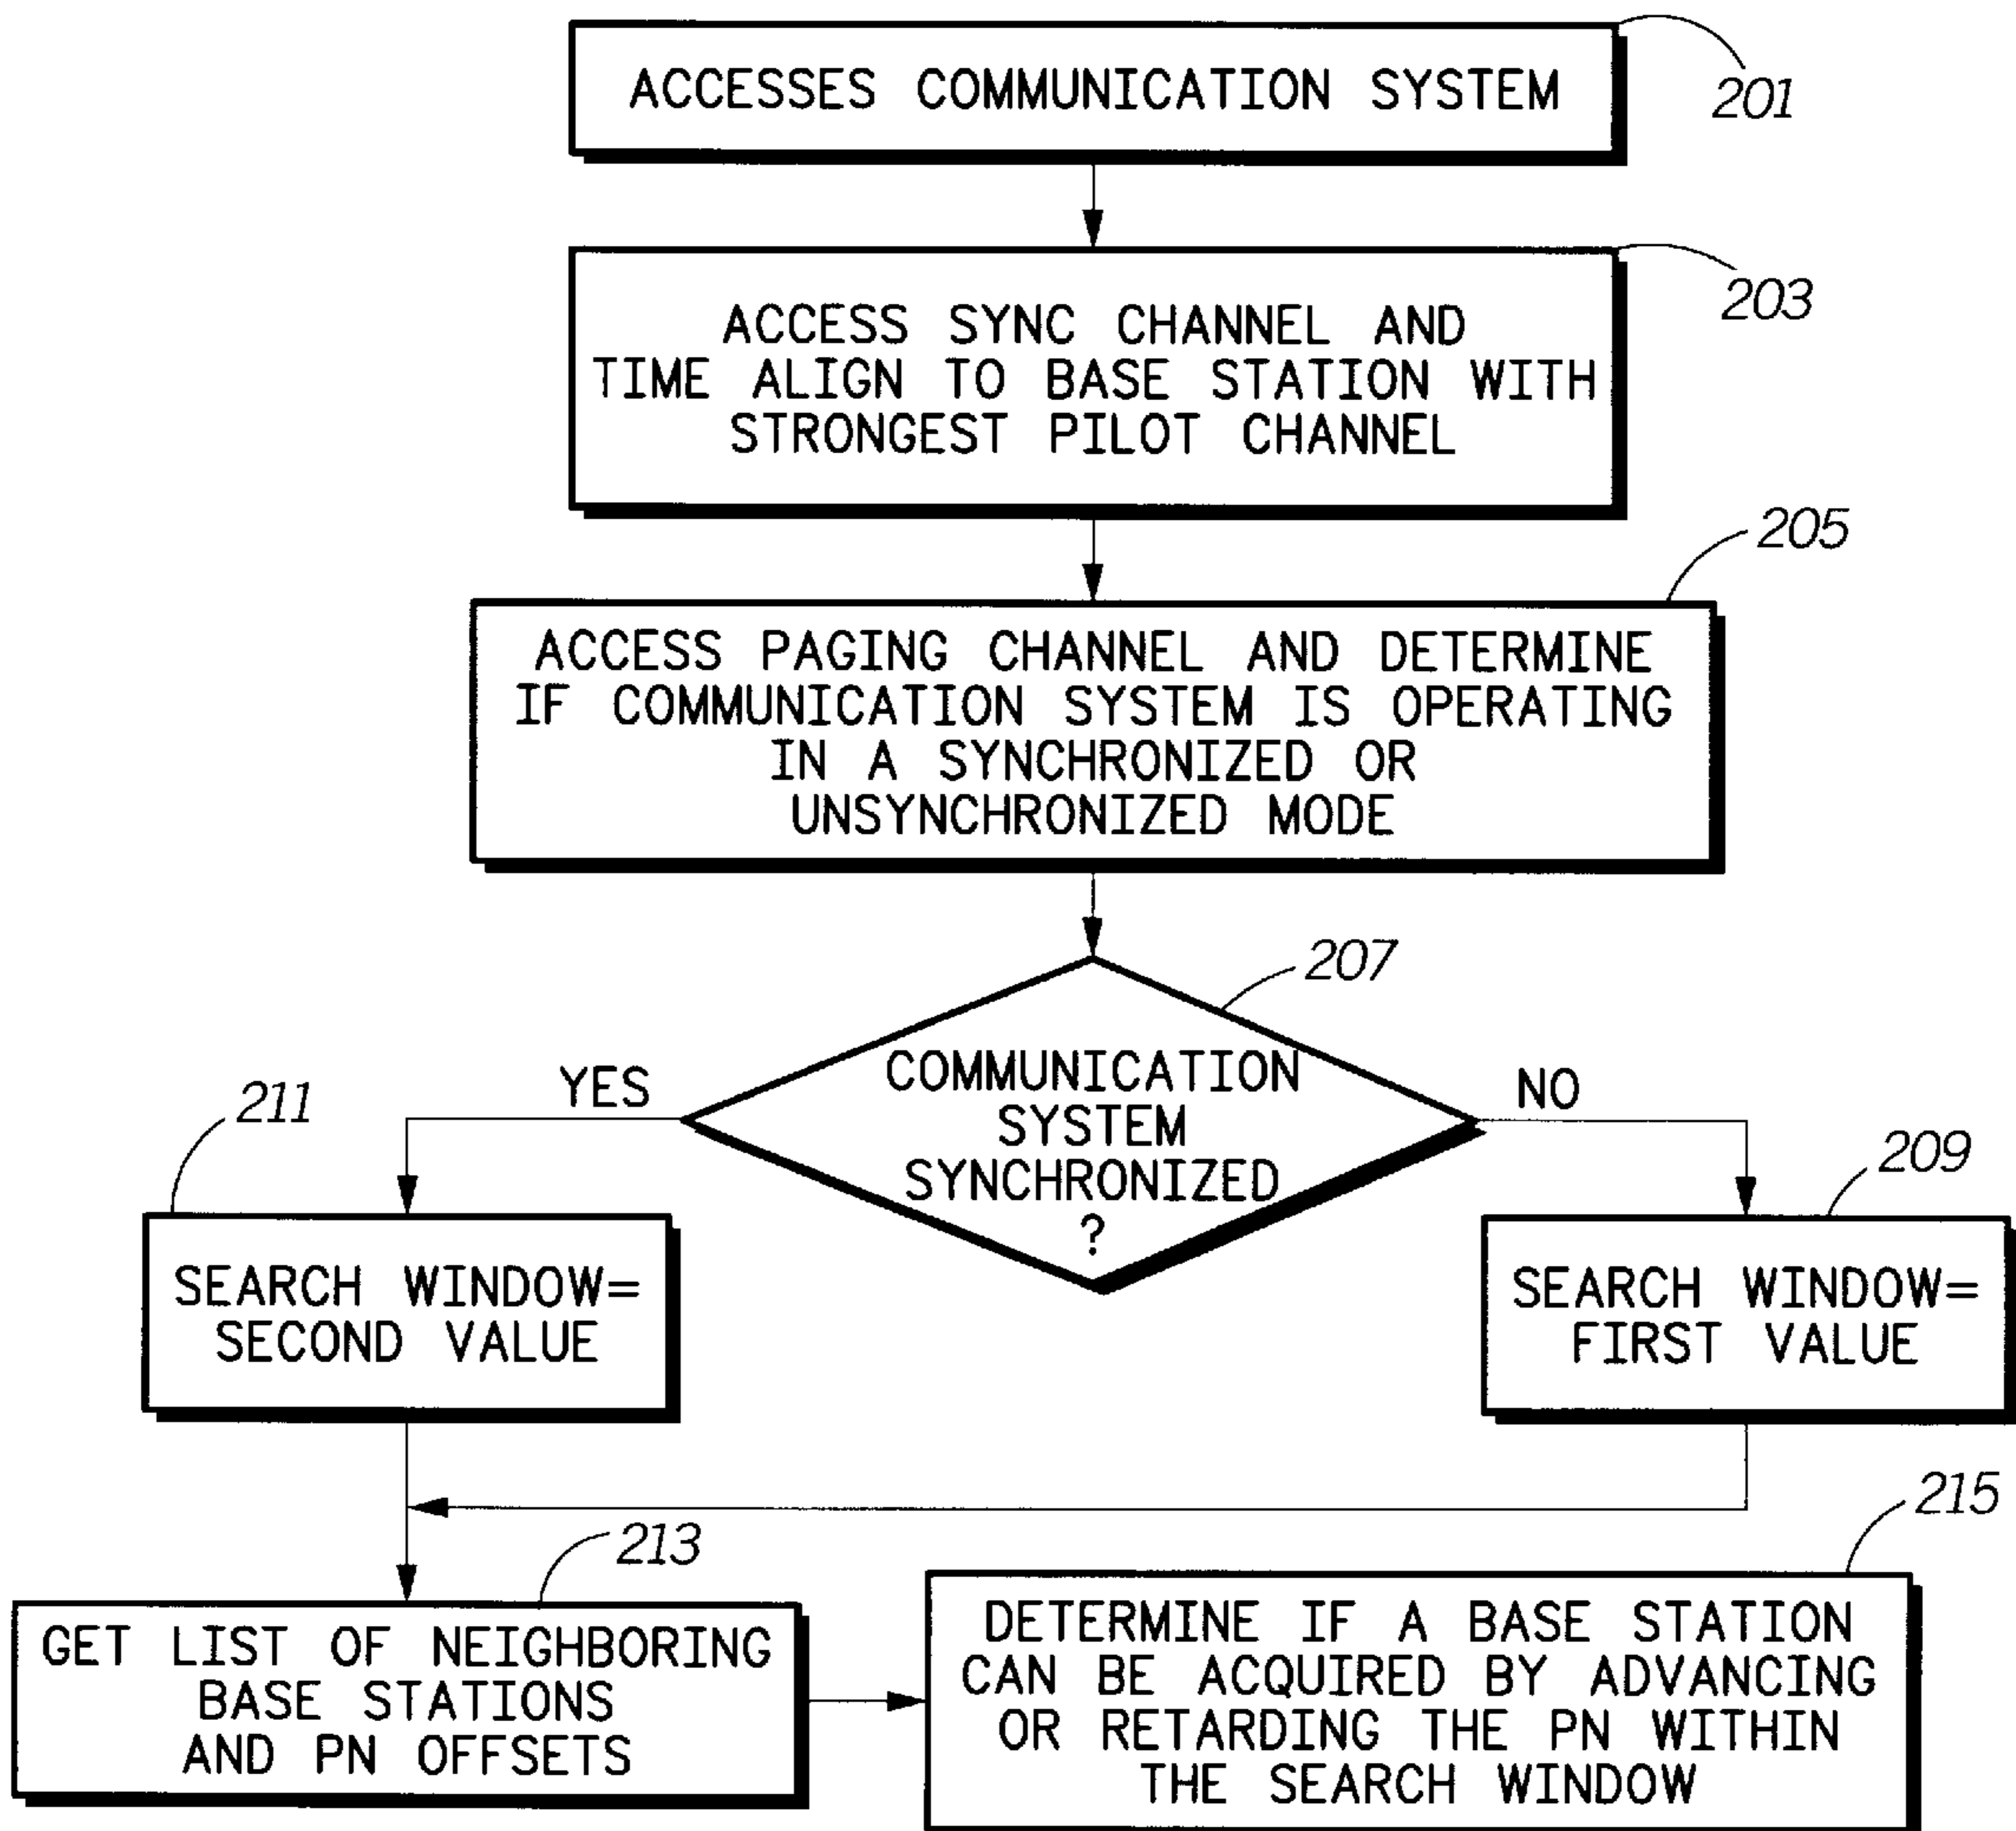 ACCESSES COMMUNICATION SYSTEM
201
ACCESS SYNC CHANNEL AND
TIME ALIGN TO BASE STATION WITH
STRONGEST PILOT CHANNEL
203
205
ACCESS PAGING CHANNEL AND DETERMINE
IF COMMUNICATION SYSTEM IS OPERATING
IN A SYNCHRONIZED OR
UNSYNCHRONIZED MODE
207
COMMUNICATION
SYSTEM
SYNCHRONIZED
?
YES
NO
211
SEARCH WINDOW=
SECOND VALUE
209
SEARCH WINDOW=
FIRST VALUE
213
GET LIST OF NEIGHBORING
BASE STATIONS
AND PN OFFSETS
215
DETERMINE IF A BASE STATION
CAN BE ACQUIRED BY ADVANCING
OR RETARDING THE PN WITHIN
THE SEARCH WINDOW